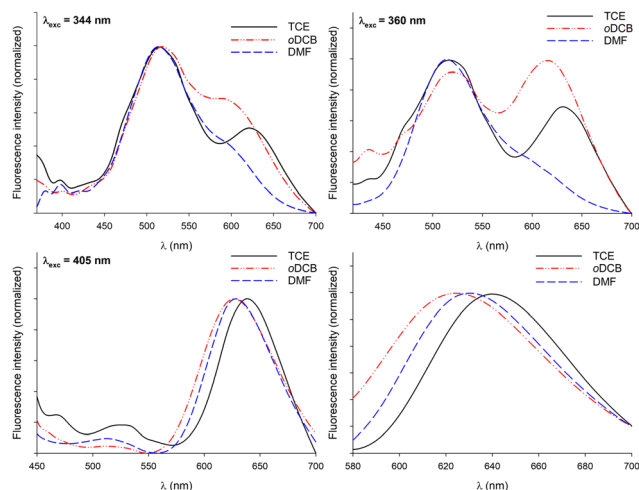 λexc = 344 nm
TCE
oDCB
DMF
Fluorescence intensity (normalized)
400 450 500 550 600 650 700
λ (nm)
λexc = 360 nm
TCE
oDCB
DMF
Fluorescence intensity (normalized)
450 500 550 600 650 700
λ (nm)
λexc = 405 nm
TCE
oDCB
DMF
Fluorescence intensity (normalized)
450 500 550 600 650 700
λ (nm)
TCE
oDCB
DMF
Fluorescence intensity (normalized)
580 600 620 640 660 680 700
λ (nm)